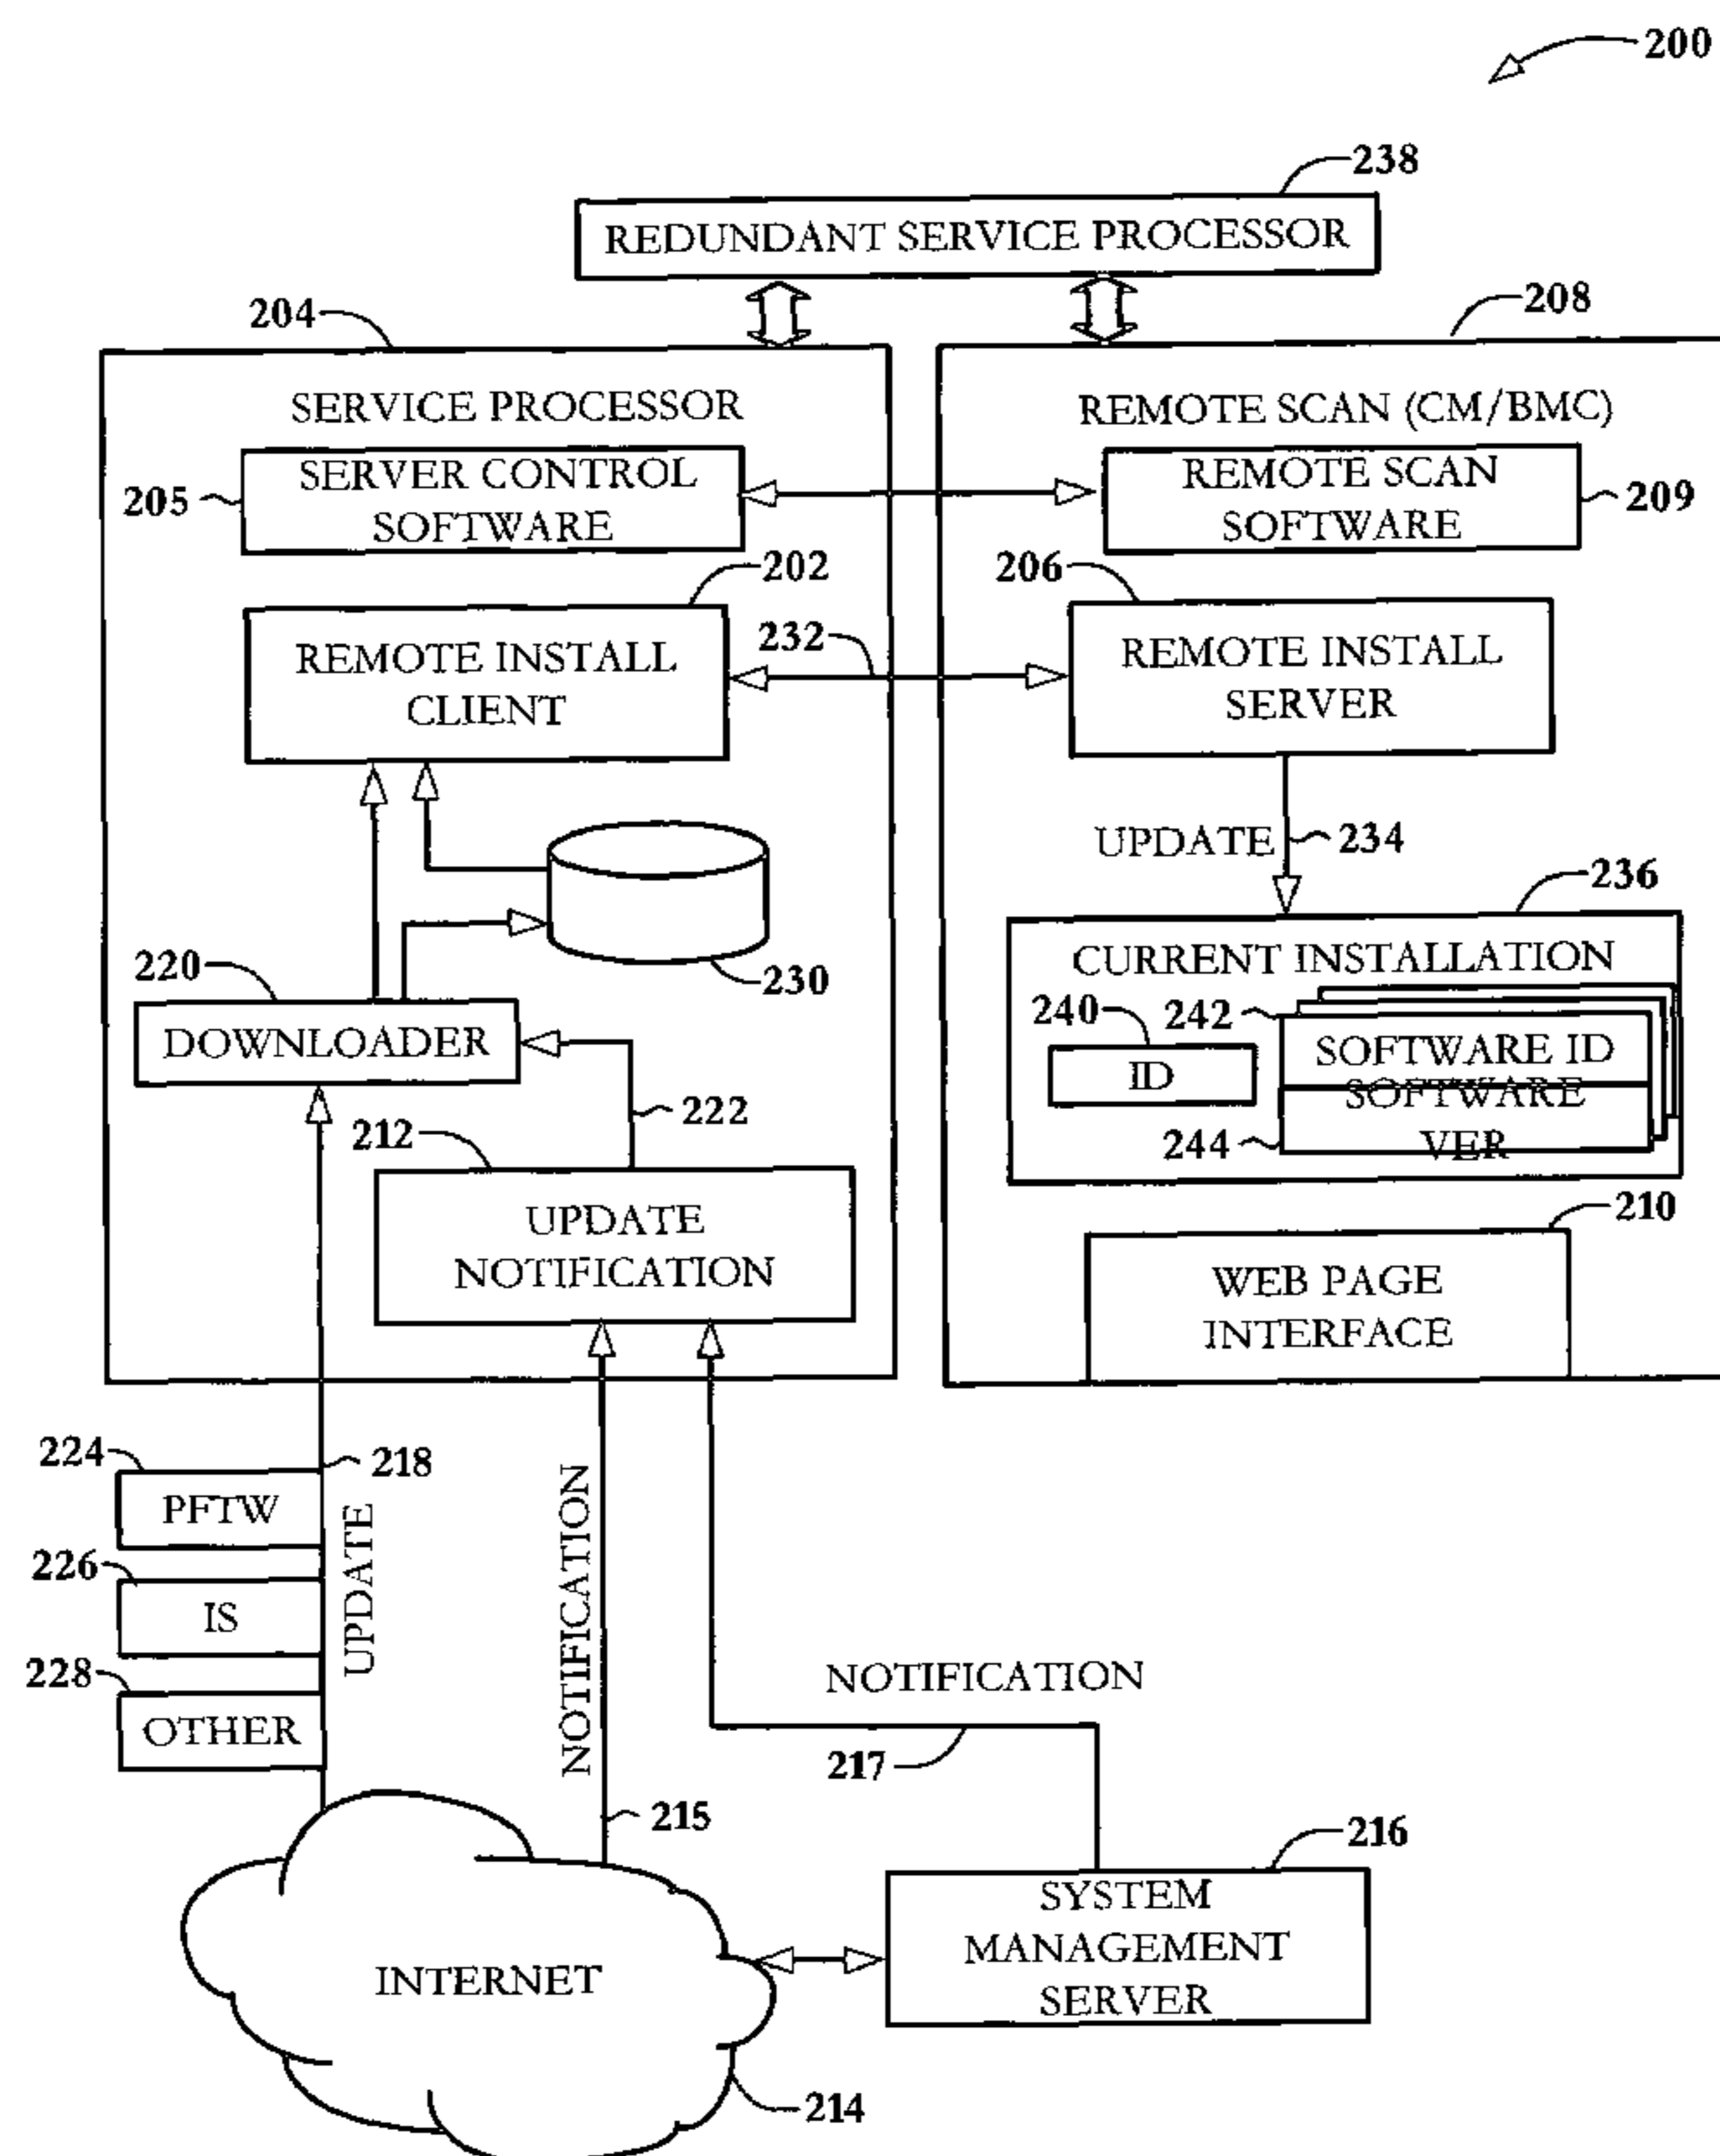 200
238
REDUNDANT SERVICE PROCESSOR
204
208
SERVICE PROCESSOR
REMOTE SCAN (CM/BMC)
205
SERVER CONTROL
SOFTWARE
REMOTE SCAN
SOFTWARE
209
202
206
REMOTE INSTALL
CLIENT
232
REMOTE INSTALL
SERVER
UPDATE
234
236
230
220
DOWNLOADER
CURRENT INSTALLATION
240
242
ID
SOFTWARE ID
SOFTWARE
VER
244
222
212
UPDATE
NOTIFICATION
210
WEB PAGE
INTERFACE
224
218
PFTW
226
IS
228
OTHER
UPDATE
NOTIFICATION
NOTIFICATION
217
215
216
SYSTEM
MANAGEMENT
SERVER
INTERNET
214